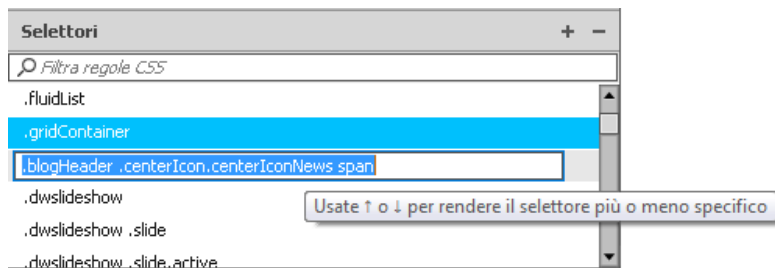 Selettori + −
Filtra regole CSS
.fluidList
.gridContainer
.blogHeader .centerIcon.centerIconNews span
.dwslideshow
Usate ↑ o ↓ per rendere il selettore più o meno specifico
.dwslideshow .slide
.dwslideshow .slide.active